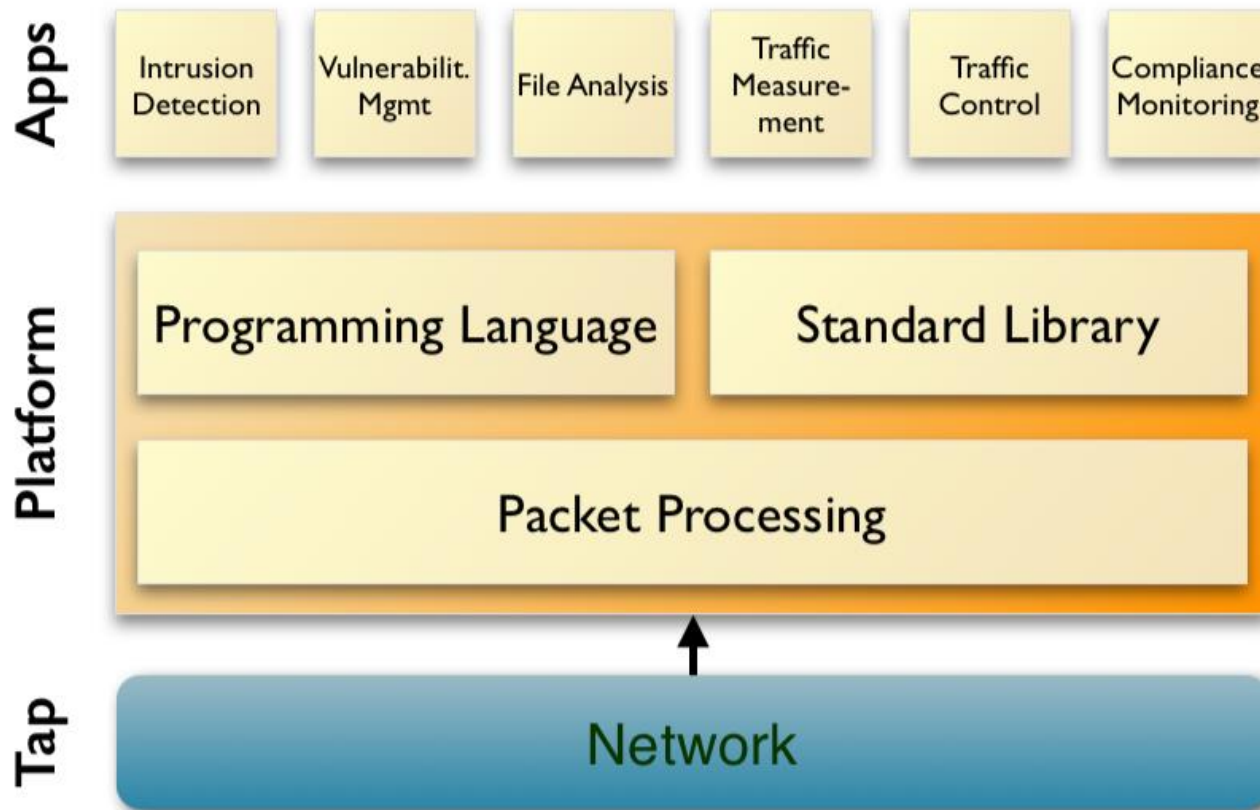 Apps
Intrusion
Detection
Vulnerabilit.
Mgmt
File Analysis
Traffic
Measure-
ment
Traffic
Control
Compliance
Monitoring
Platform
Programming Language
Standard Library
Packet Processing
Tap
Network